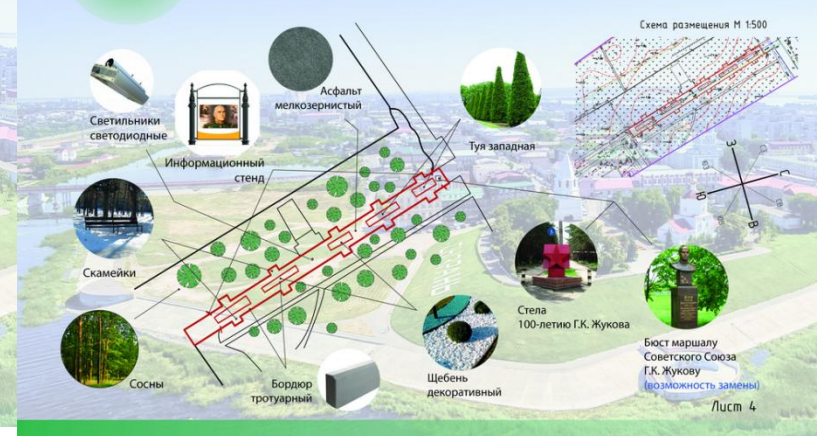 Схема размещения М 1:500
Асфальт
мелкозернистый
Светильники
светодиодные
Туя западная
Информационный
стенд
З
С
Ю
В
Скамейки
Стела
100-летию Г.К. Жукова
Бюст маршалу
Советского Союза
Г.К. Жукову
(возможность замены)
Сосны
Бордюр
тротуарный
Щебень
декоративный
Лист 4